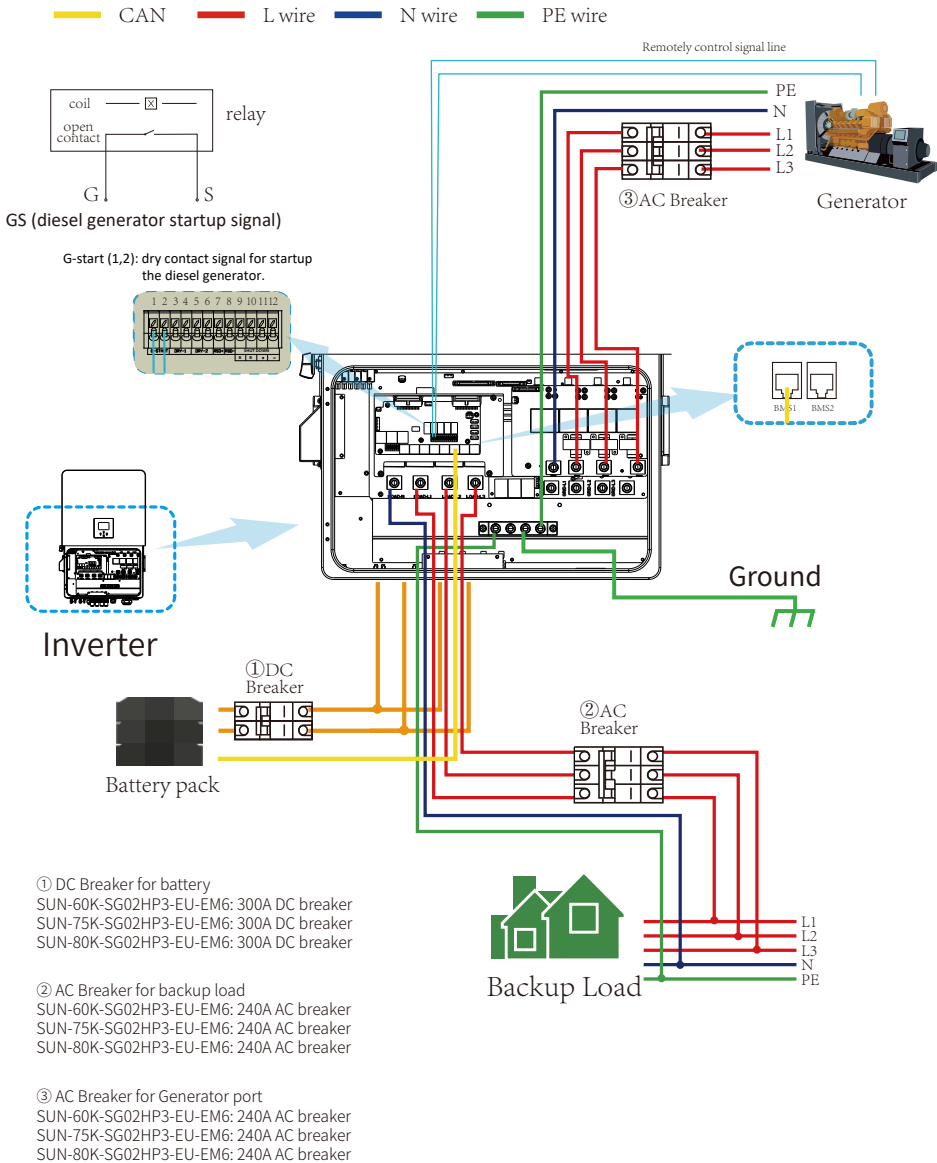 CAN L wire N wire PE wire
Remotely control signal line
coil
open
contact
relay
G S
GS (diesel generator startup signal)
PE
N
L1
L2
L3
③AC Breaker
Generator
G-start (1,2): dry contact signal for startup
the diesel generator.
1 2 3 4 5 6 7 8 9 10 11 12
BMS1 BMS2
Inverter
Ground
①DC
Breaker
②AC
Breaker
Battery pack
Backup Load
L1
L2
L3
N
PE
① DC Breaker for battery
SUN-60K-SG02HP3-EU-EM6: 300A DC breaker
SUN-75K-SG02HP3-EU-EM6: 300A DC breaker
SUN-80K-SG02HP3-EU-EM6: 300A DC breaker
② AC Breaker for backup load
SUN-60K-SG02HP3-EU-EM6: 240A AC breaker
SUN-75K-SG02HP3-EU-EM6: 240A AC breaker
SUN-80K-SG02HP3-EU-EM6: 240A AC breaker
③ AC Breaker for Generator port
SUN-60K-SG02HP3-EU-EM6: 240A AC breaker
SUN-75K-SG02HP3-EU-EM6: 240A AC breaker
SUN-80K-SG02HP3-EU-EM6: 240A AC breaker